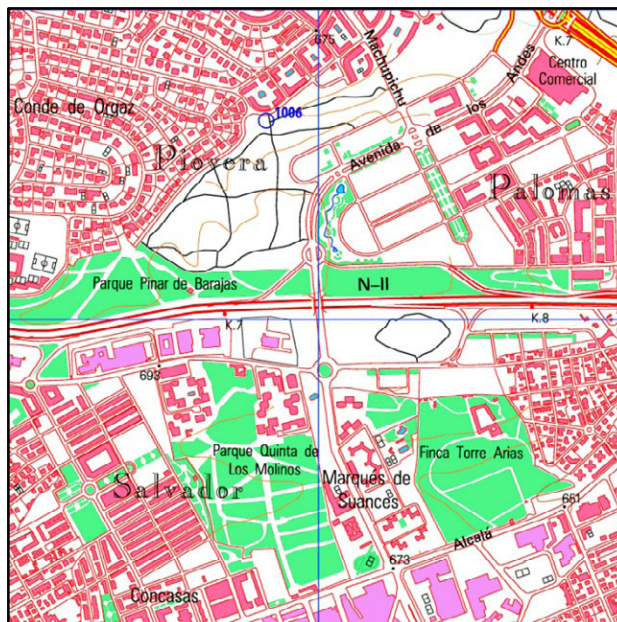 K.7
675
Machupichu
Centro
Comercial
Andes
los
de
Avenida
Conde de Orgaz
1006
Piovera
Palomas
Parque Pinar de Barajas
N-II
K.7
K.8
693
Parque Quinta de
Los Molinos
Finca Torre Arias
Marqués de
Suances
Salvador
661
Alcalá
673
Concasas